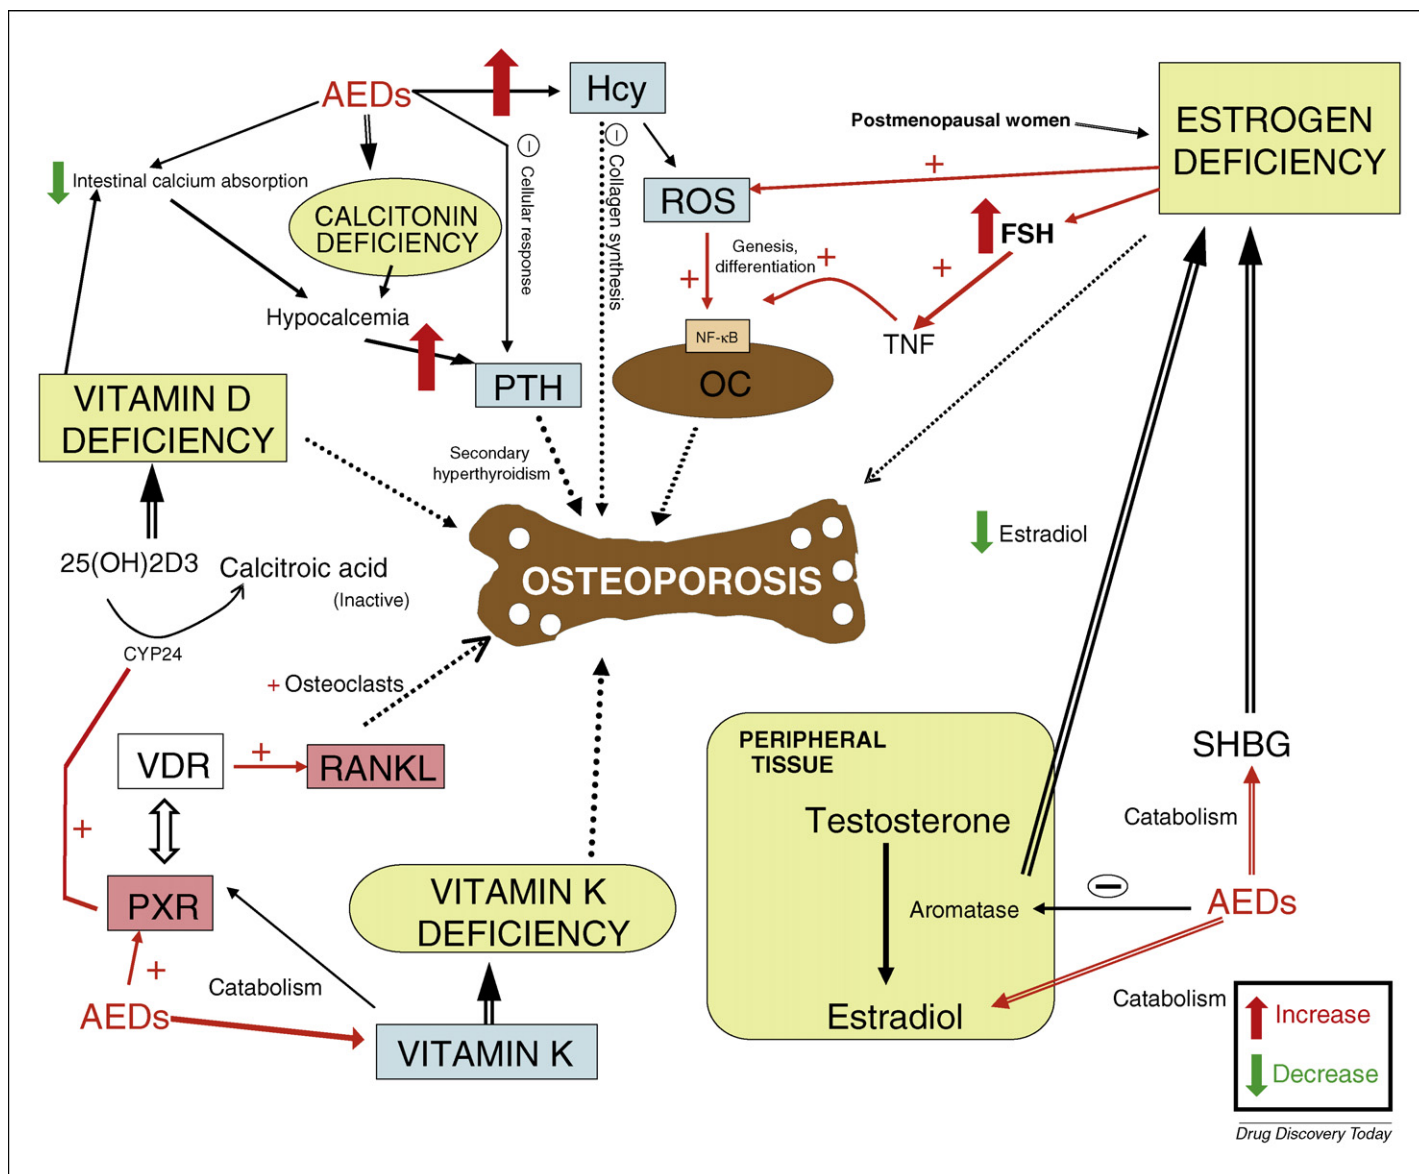 AEDs
Hcy
Postmenopausal women
ESTROGEN
DEFICIENCY
+
−
−
Cellular response
Collagen synthesis
Intestinal calcium absorption
ROS
CALCITONIN
DEFICIENCY
FSH
Genesis,
differentiation
+
+
+
Hypocalcemia
NF-κB
TNF
PTH
OC
VITAMIN D
DEFICIENCY
Secondary
hyperthyroidism
Estradiol
25(OH)2D3
Calcitroic acid
(Inactive)
OSTEOPOROSIS
CYP24
+ Osteoclasts
VDR
+
RANKL
PERIPHERAL
TISSUE
SHBG
+
Testosterone
Catabolism
PXR
VITAMIN K
DEFICIENCY
Aromatase
−
AEDs
+
Catabolism
AEDs
Estradiol
Catabolism
VITAMIN K
Increase
Decrease
Drug Discovery Today